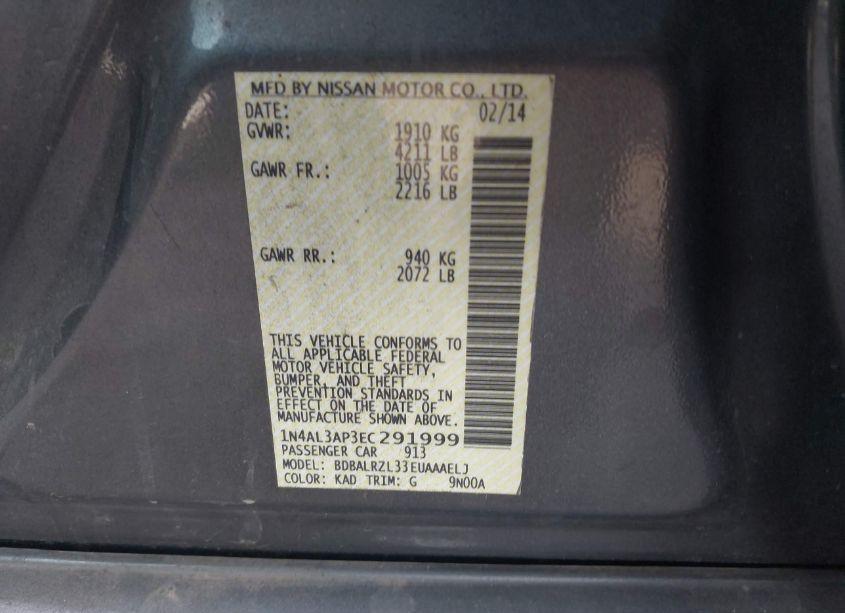 MFD BY NISSAN MOTOR CO., LTD.
DATE: 02/14
GVWR: 1910 KG
4211 LB
GAWR FR.: 1005 KG
2216 LB
GAWR RR.: 940 KG
2072 LB
THIS VEHICLE CONFORMS TO
ALL APPLICABLE FEDERAL
MOTOR VEHICLE SAFETY,
BUMPER, AND THEFT
PREVENTION STANDARDS IN
EFFECT ON THE DATE OF
MANUFACTURE SHOWN ABOVE.
1N4AL3AP3EC291999
PASSENGER CAR 913
MODEL: BDBALRZL33EUAAAELJ
COLOR: KAD TRIM: G 9N00A